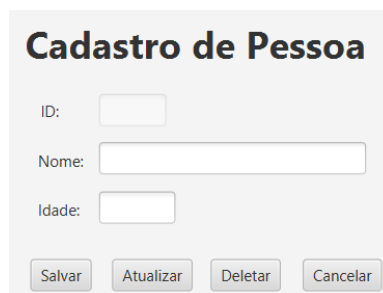 Cadastro de Pessoa
ID:
Nome:
Idade:
Salvar Atualizar Deletar Cancelar